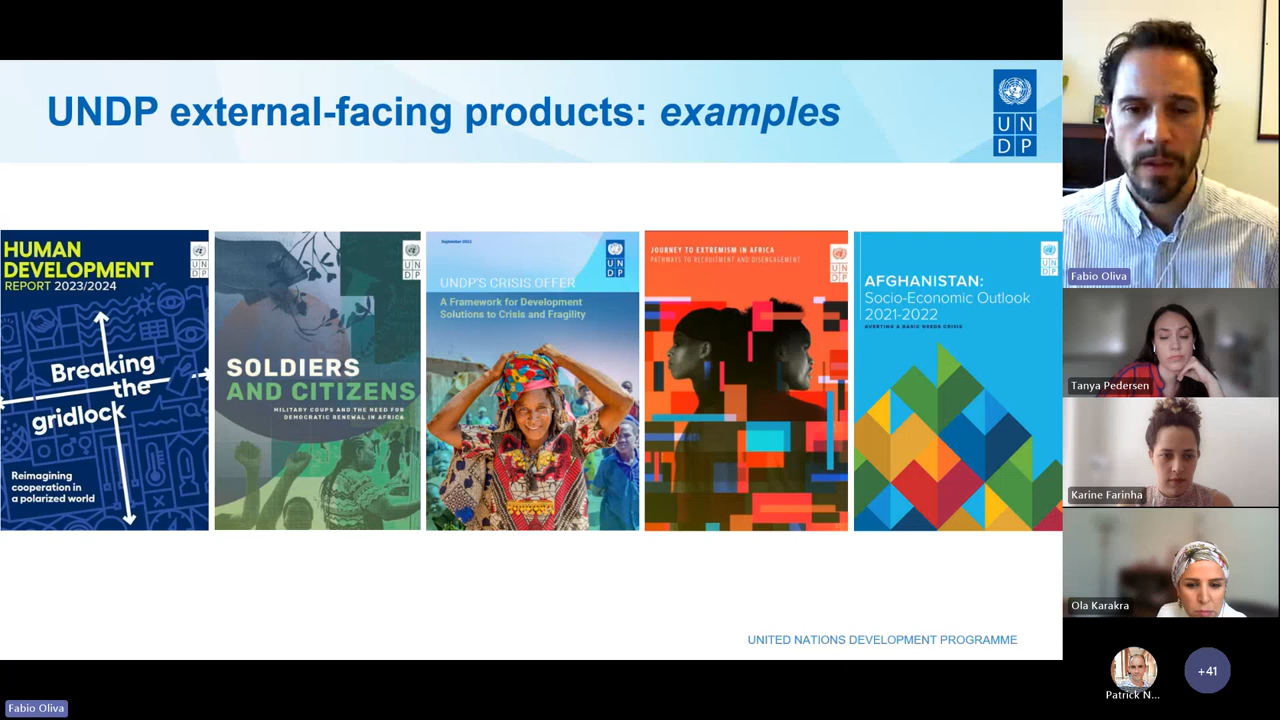 UNDP external-facing products: examples
U N
D P
HUMAN
DEVELOPMENT
REPORT 2023/2024
U N
D P
Breaking
the
gridlock
Reimagining
cooperation in
a polarized world
U N
D P
SOLDIERS
AND CITIZENS
MILITARY COUPS AND THE NEED FOR
DEMOCRATIC RENEWAL IN AFRICA
September 2022
U N
D P
UNDP'S CRISIS OFFER
A Framework for Development
Solutions to Crisis and Fragility
JOURNEY TO EXTREMISM IN AFRICA
PATHWAYS TO RECRUITMENT AND DISENGAGEMENT
U N
D P
U N
D P
AFGHANISTAN:
Socio-Economic Outlook
2021-2022
AVERTING A BASIC NEEDS CRISIS
UNITED NATIONS DEVELOPMENT PROGRAMME
Fabio Oliva
Fabio Oliva
Tanya Pedersen
Karine Farinha
Ola Karakra
Patrick N...
+41